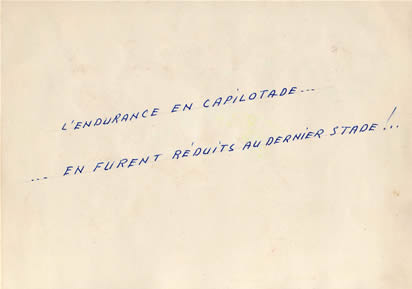 L'ENDURANCE EN CAPILOTADE...
... EN FURENT RÉDUITS AU DERNIER STADE !..